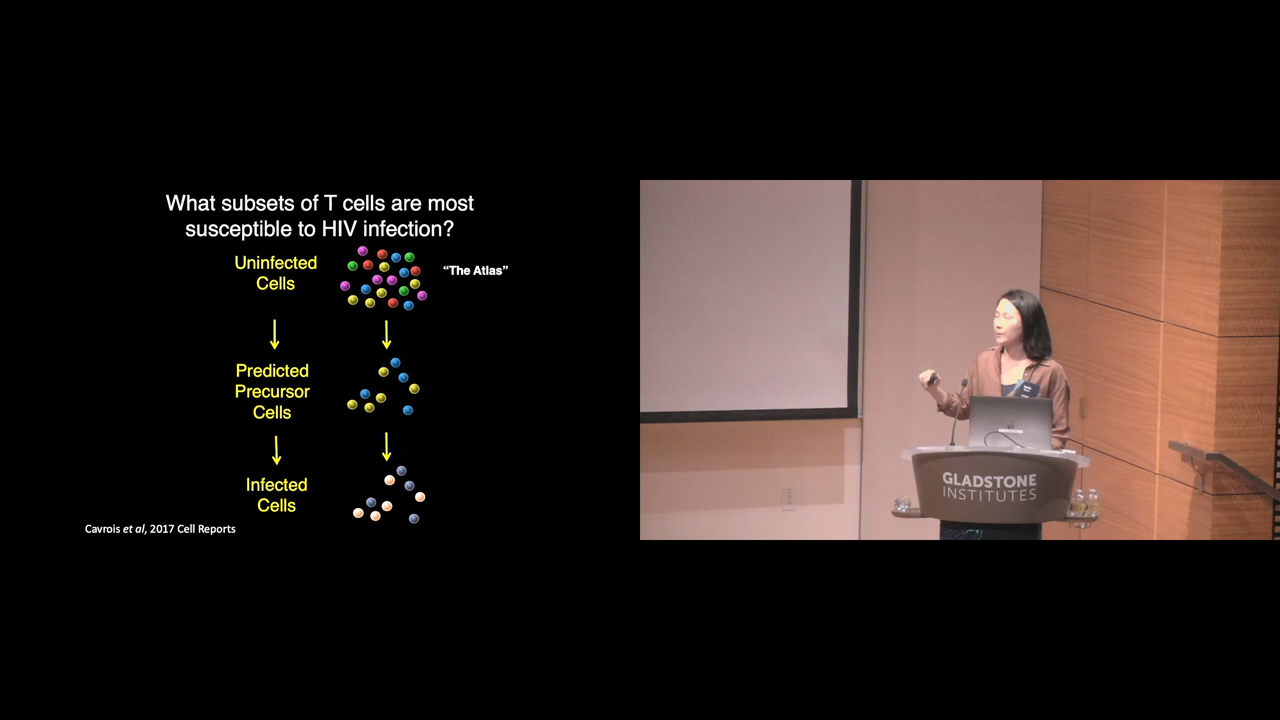 What subsets of T cells are most
susceptible to HIV infection?
Uninfected
Cells
"The Atlas"
Predicted
Precursor
Cells
Infected
Cells
Cavrois et al, 2017 Cell Reports
GLADSTONE
INSTITUTES